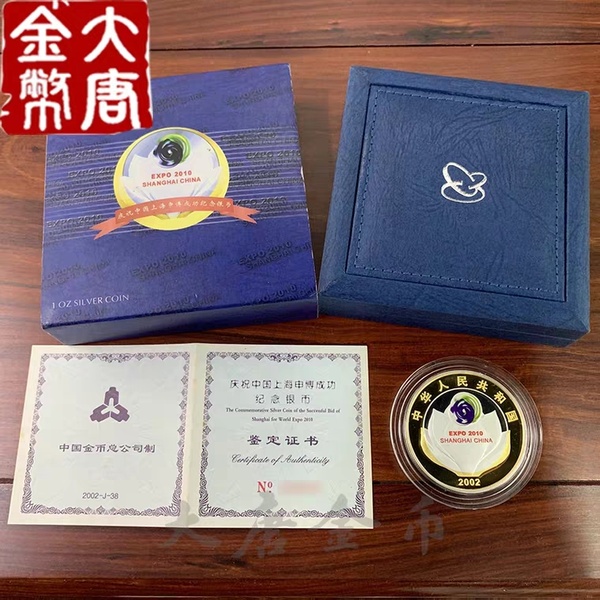 大唐
金幣
EXPO 2010
SHANGHAI CHINA
庆祝中国上海申博成功纪念银币
1 OZ SILVER COIN
中国金币总公司制
2002-J-38
庆祝中国上海申博成功
纪念银币
The Commemorative Silver Coin of the Successful Bid of
Shanghai for World Expo 2010
鉴定证书
Certificate of Authenticity
No
中华人民共和国
EXPO 2010
SHANGHAI CHINA
2002
大唐金币